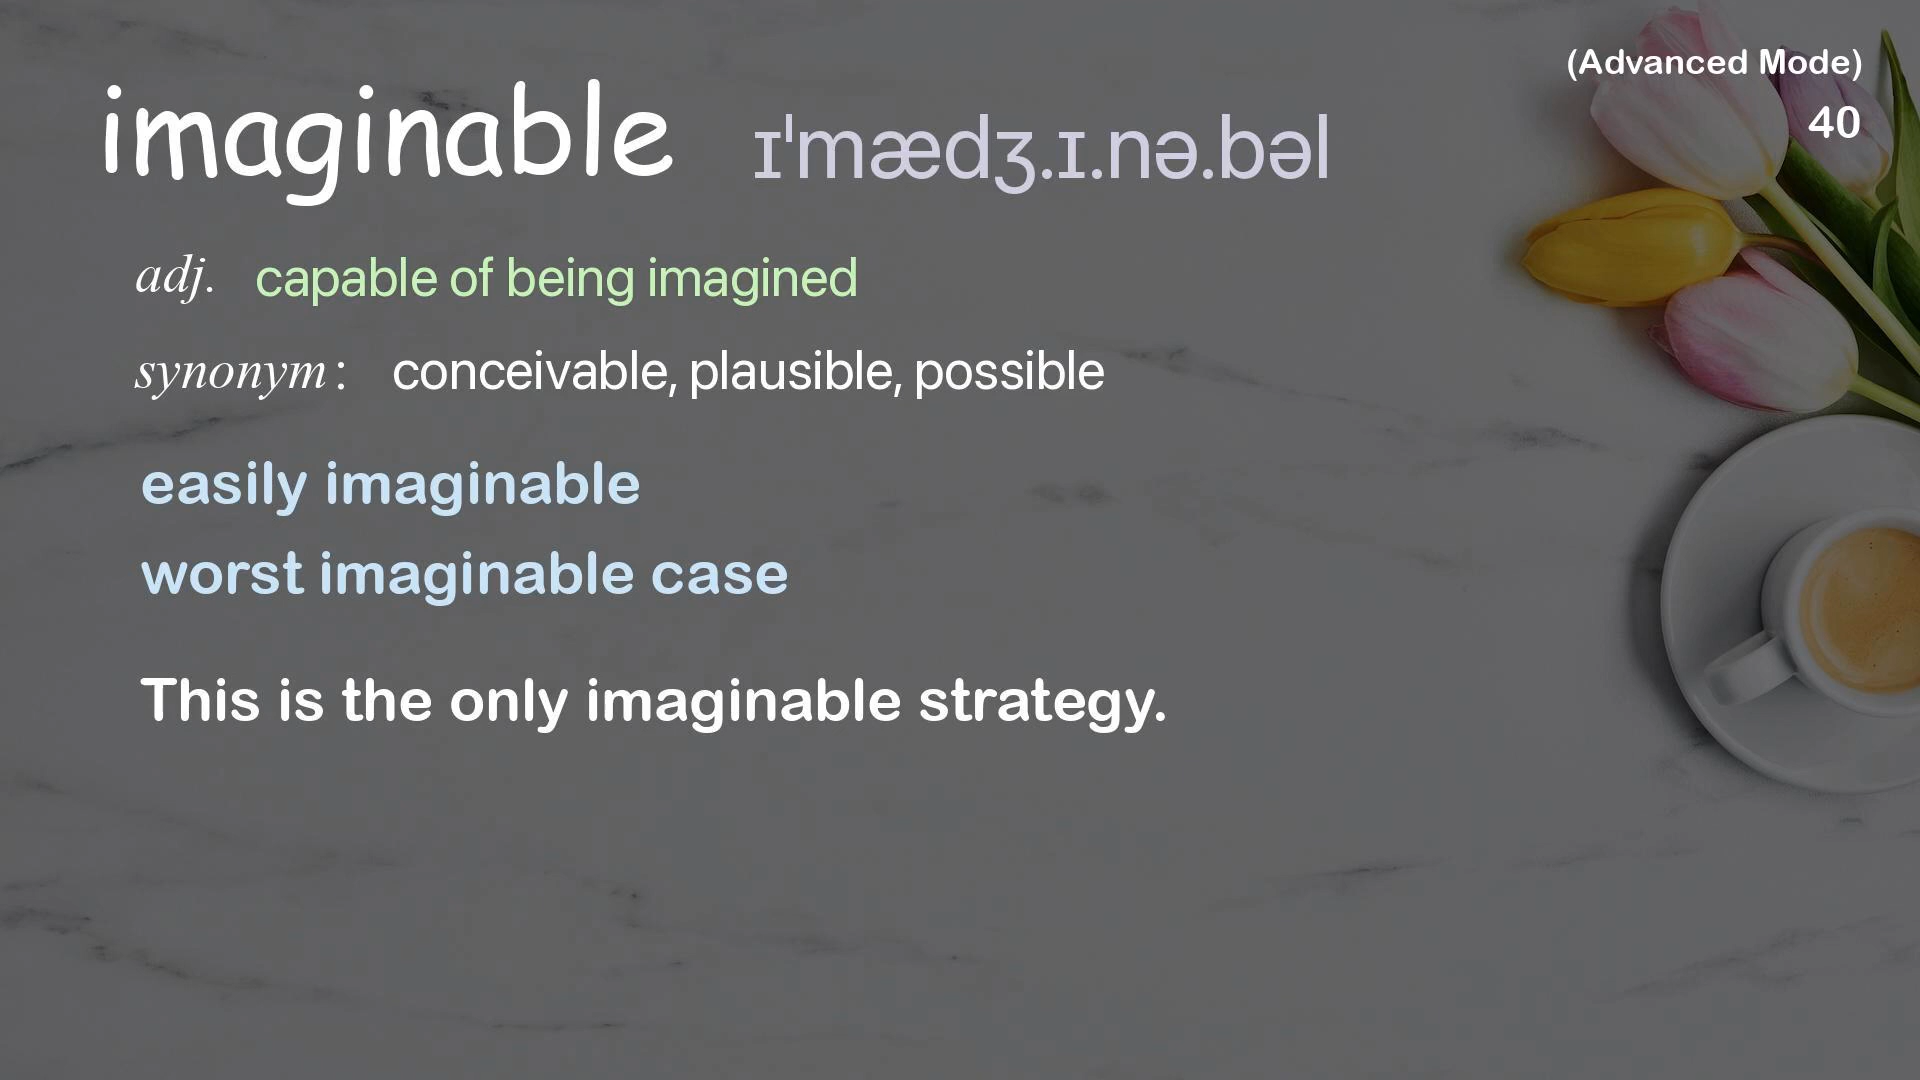 (Advanced Mode)
40
imaginable ɪˈmædʒ.ɪ.nə.bəl
adj. capable of being imagined
synonym: conceivable, plausible, possible
easily imaginable
worst imaginable case
This is the only imaginable strategy.